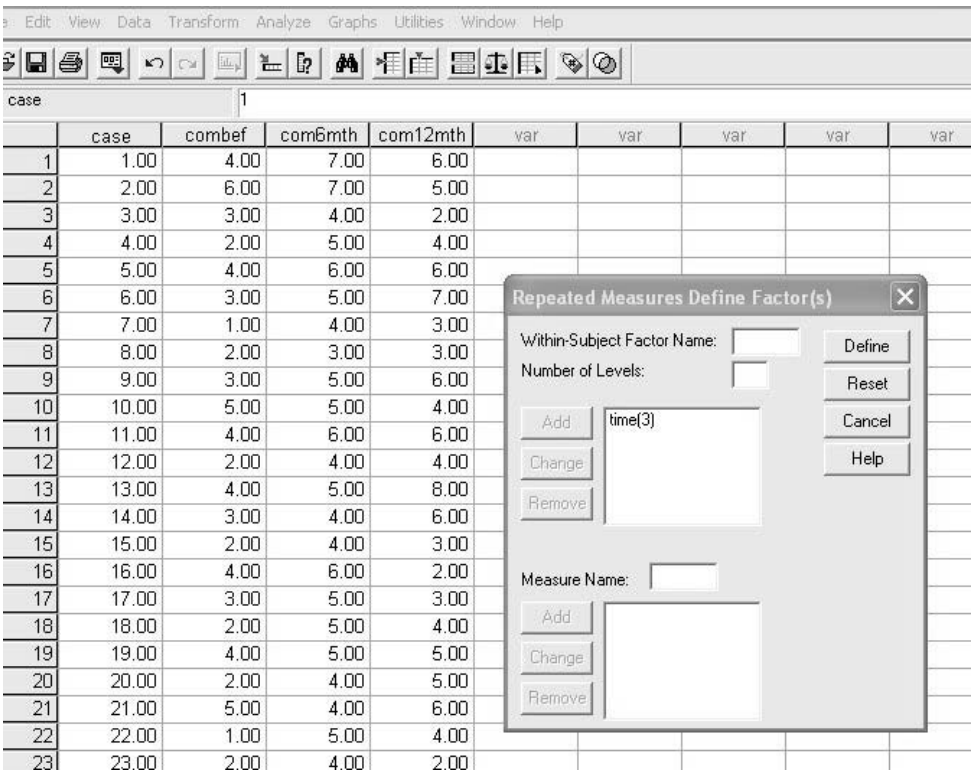 Edit View Data Transform Analyze Graphs Utilities Window Help
case 1
case combef com6mth com12mth var var var var var
1 1.00 4.00 7.00 6.00
2 2.00 6.00 7.00 5.00
3 3.00 3.00 4.00 2.00
4 4.00 2.00 5.00 4.00
5 5.00 4.00 6.00 6.00
6 6.00 3.00 5.00 7.00
7 7.00 1.00 4.00 3.00
8 8.00 2.00 3.00 3.00
9 9.00 3.00 5.00 6.00
10 10.00 5.00 5.00 4.00
11 11.00 4.00 6.00 6.00
12 12.00 2.00 4.00 4.00
13 13.00 4.00 5.00 8.00
14 14.00 3.00 4.00 6.00
15 15.00 2.00 4.00 3.00
16 16.00 4.00 6.00 2.00
17 17.00 3.00 5.00 3.00
18 18.00 2.00 5.00 4.00
19 19.00 4.00 5.00 5.00
20 20.00 2.00 4.00 5.00
21 21.00 5.00 4.00 6.00
22 22.00 1.00 5.00 4.00
23 23.00 2.00 4.00 2.00
Repeated Measures Define Factor(s)
Within-Subject Factor Name:
Define
Number of Levels:
Reset
Add time(3) Cancel
Change Help
Remove
Measure Name:
Add
Change
Remove